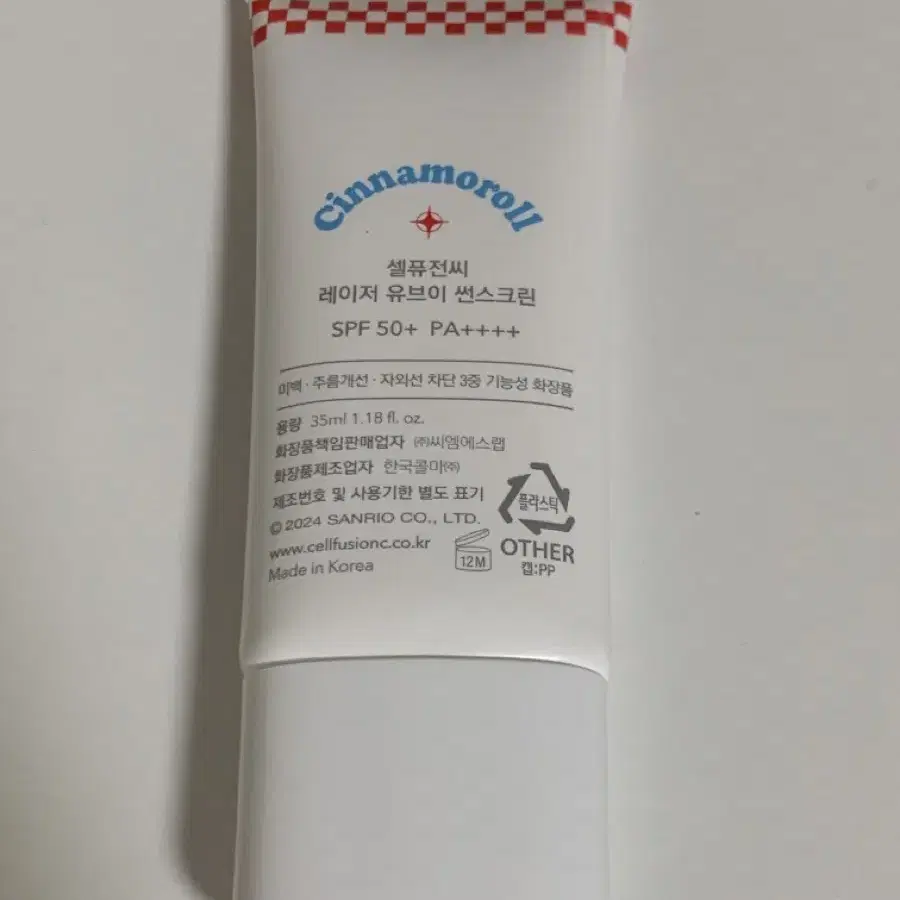 Cinnamoroll
셀퓨전씨
레이저 유브이 썬스크린
SPF 50+ PA++++
미백 · 주름개선 · 자외선 차단 3중 기능성 화장품
용량 35ml 1.18 fl. oz.
화장품책임판매업자 ㈜씨엠에스랩
화장품제조업자 한국콜마㈜
제조번호 및 사용기한 별도 표기
© 2024 SANRIO CO., LTD.
www.cellfusionc.co.kr
Made in Korea
12M
플라스틱
OTHER
캡:PP